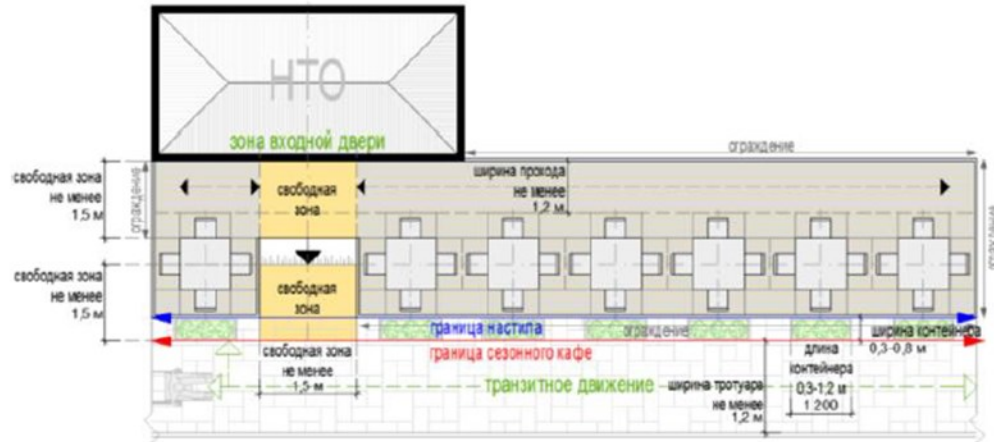 НТО
зона входной двери
ограждение
свободная зона
не менее
1,5 м
ограждение
свободная
зона
ширина прохода
не менее
1,2 м
ограждение
свободная зона
не менее
1,5 м
свободная
зона
граница настила
ограждение
ширина контейнера
0,3-0,8 м
граница сезонного кафе
свободная зона
не менее
1,5 м
транзитное движение
ширина тротуара
не менее
1,2 м
длина
контейнера
0,3-1,2 м
1 200